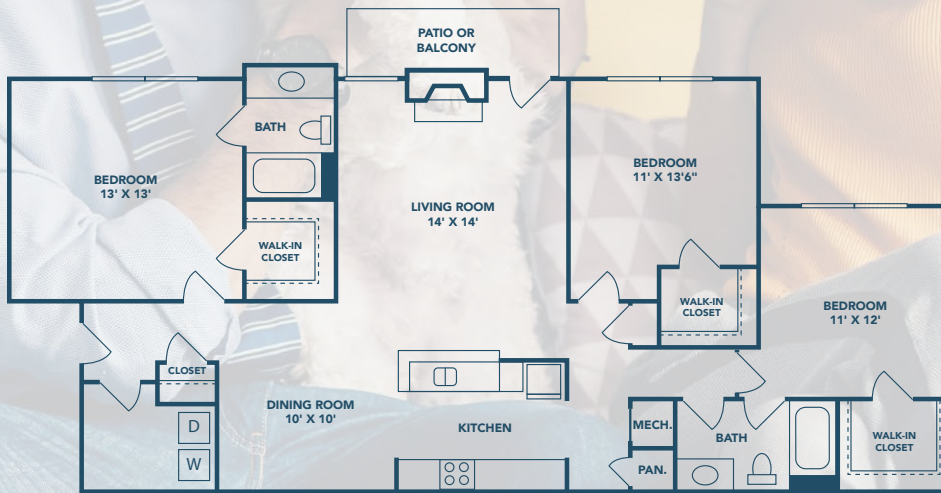 PATIO OR
BALCONY
BATH
BEDROOM
13' X 13'
BEDROOM
11' X 13'6"
LIVING ROOM
14' X 14'
WALK-IN
CLOSET
WALK-IN
CLOSET
BEDROOM
11' X 12'
CLOSET
DINING ROOM
10' X 10'
KITCHEN
D
W
MECH.
PAN.
BATH
WALK-IN
CLOSET